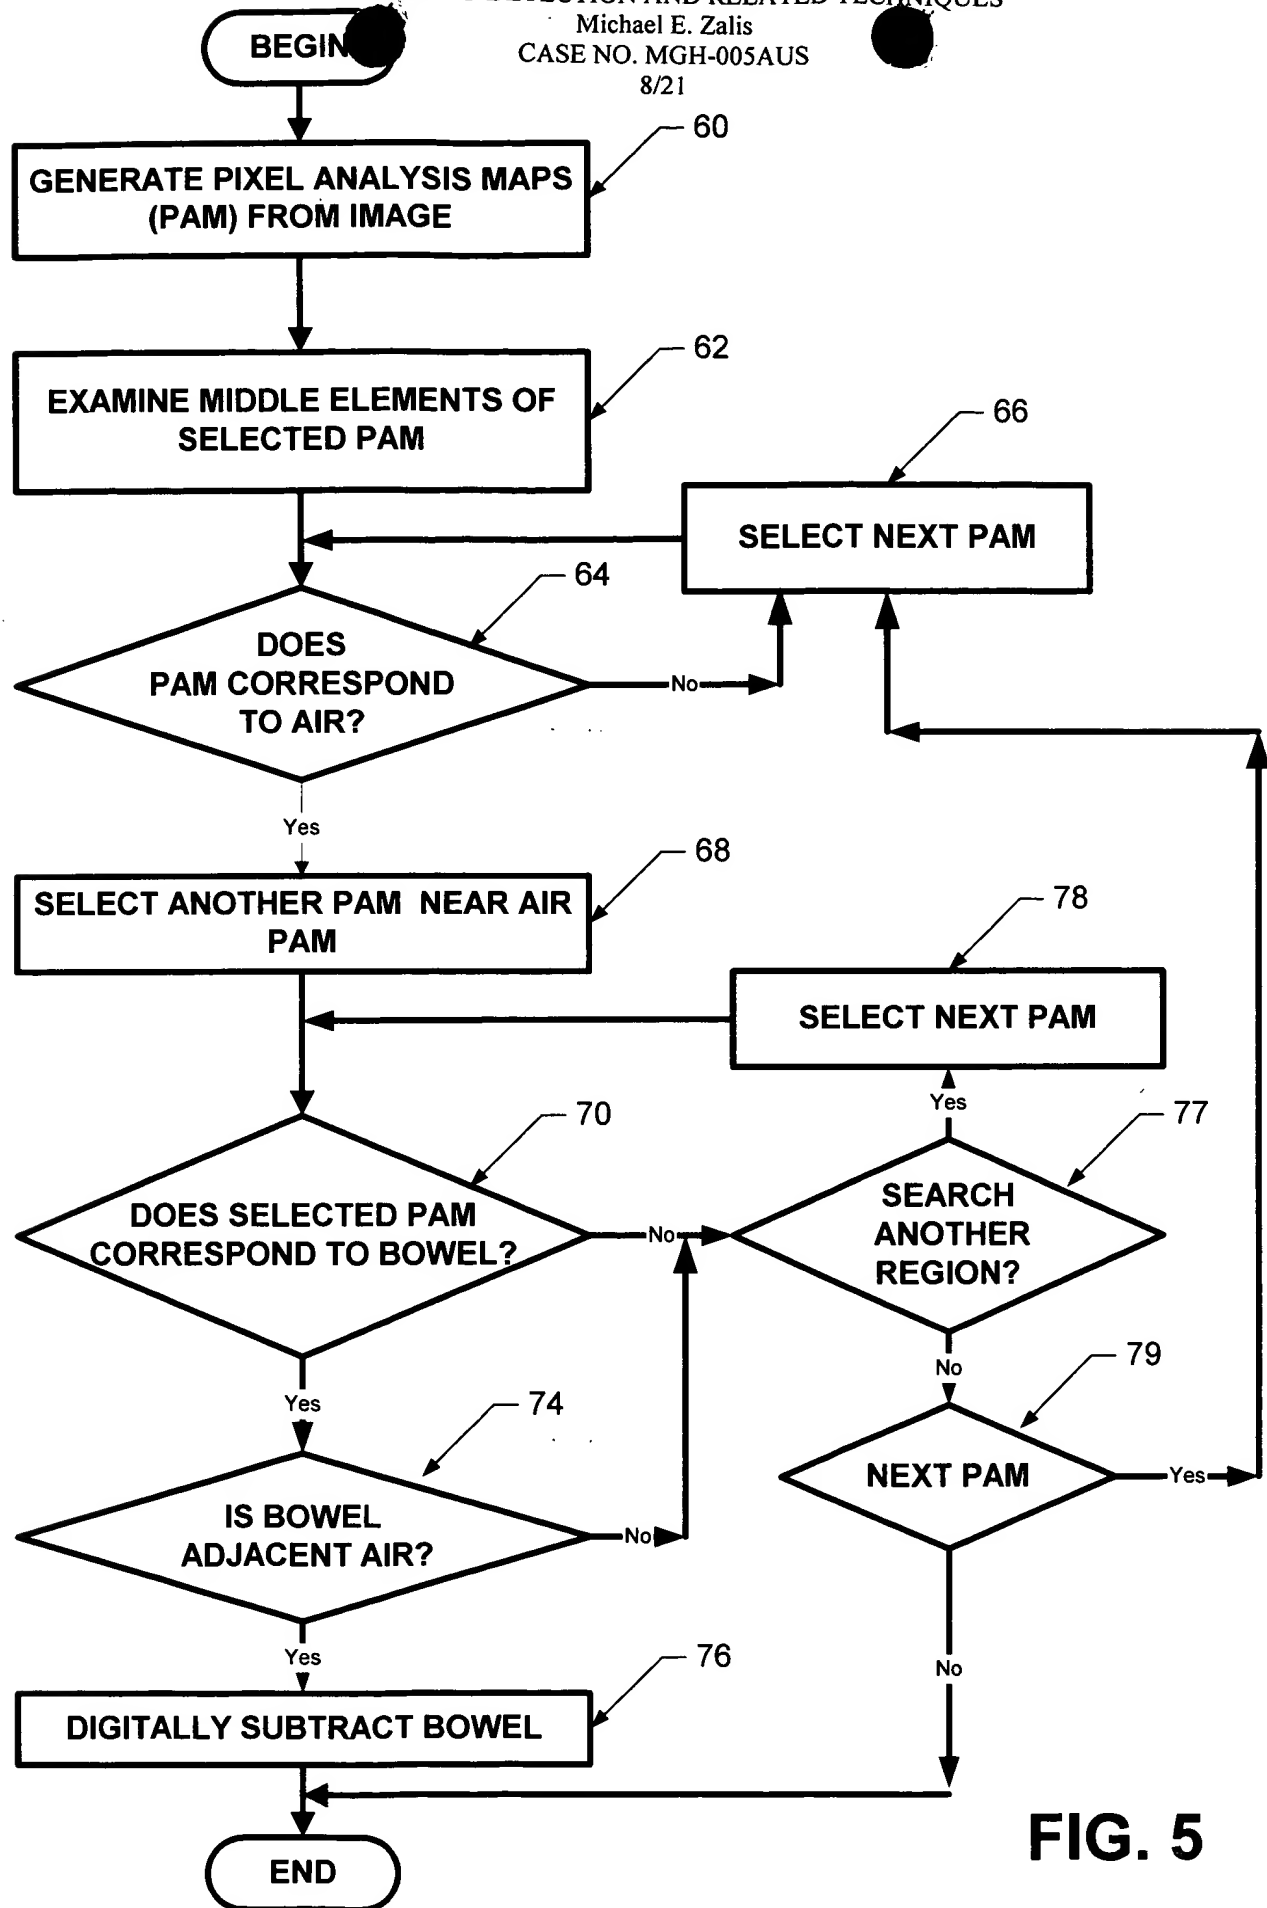 AND RELATED TECHNIQUES
Michael E. Zalis
CASE NO. MGH-005AUS
8/21
BEGIN
60
GENERATE PIXEL ANALYSIS MAPS
(PAM) FROM IMAGE
62
EXAMINE MIDDLE ELEMENTS OF
SELECTED PAM
66
SELECT NEXT PAM
64
DOES
PAM CORRESPOND
TO AIR?
No
Yes
68
SELECT ANOTHER PAM NEAR AIR
PAM
78
SELECT NEXT PAM
Yes
70
77
DOES SELECTED PAM
CORRESPOND TO BOWEL?
No
SEARCH
ANOTHER
REGION?
No
79
Yes
74
NEXT PAM
Yes
IS BOWEL
ADJACENT AIR?
No
Yes
No
76
DIGITALLY SUBTRACT BOWEL
FIG. 5
END